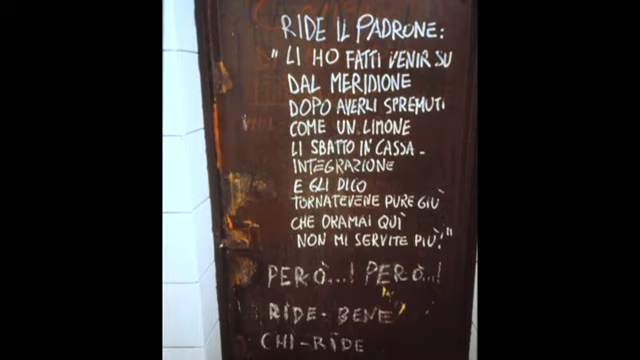 RIDE IL PADRONE:
"LI HO FATTI VENIR SU
DAL MERIDIONE
DOPO AVERLI SPREMUTI
COME UN LIMONE
LI SBATTO IN CASSA-
INTEGRAZIONE
E GLI DICO
TORNATEVENE PURE GIÙ
CHE ORAMAI QUÌ
NON MI SERVITE PIÙ."
PERÒ...! PERÒ...!
RIDE-BENE
CHI-RIDE